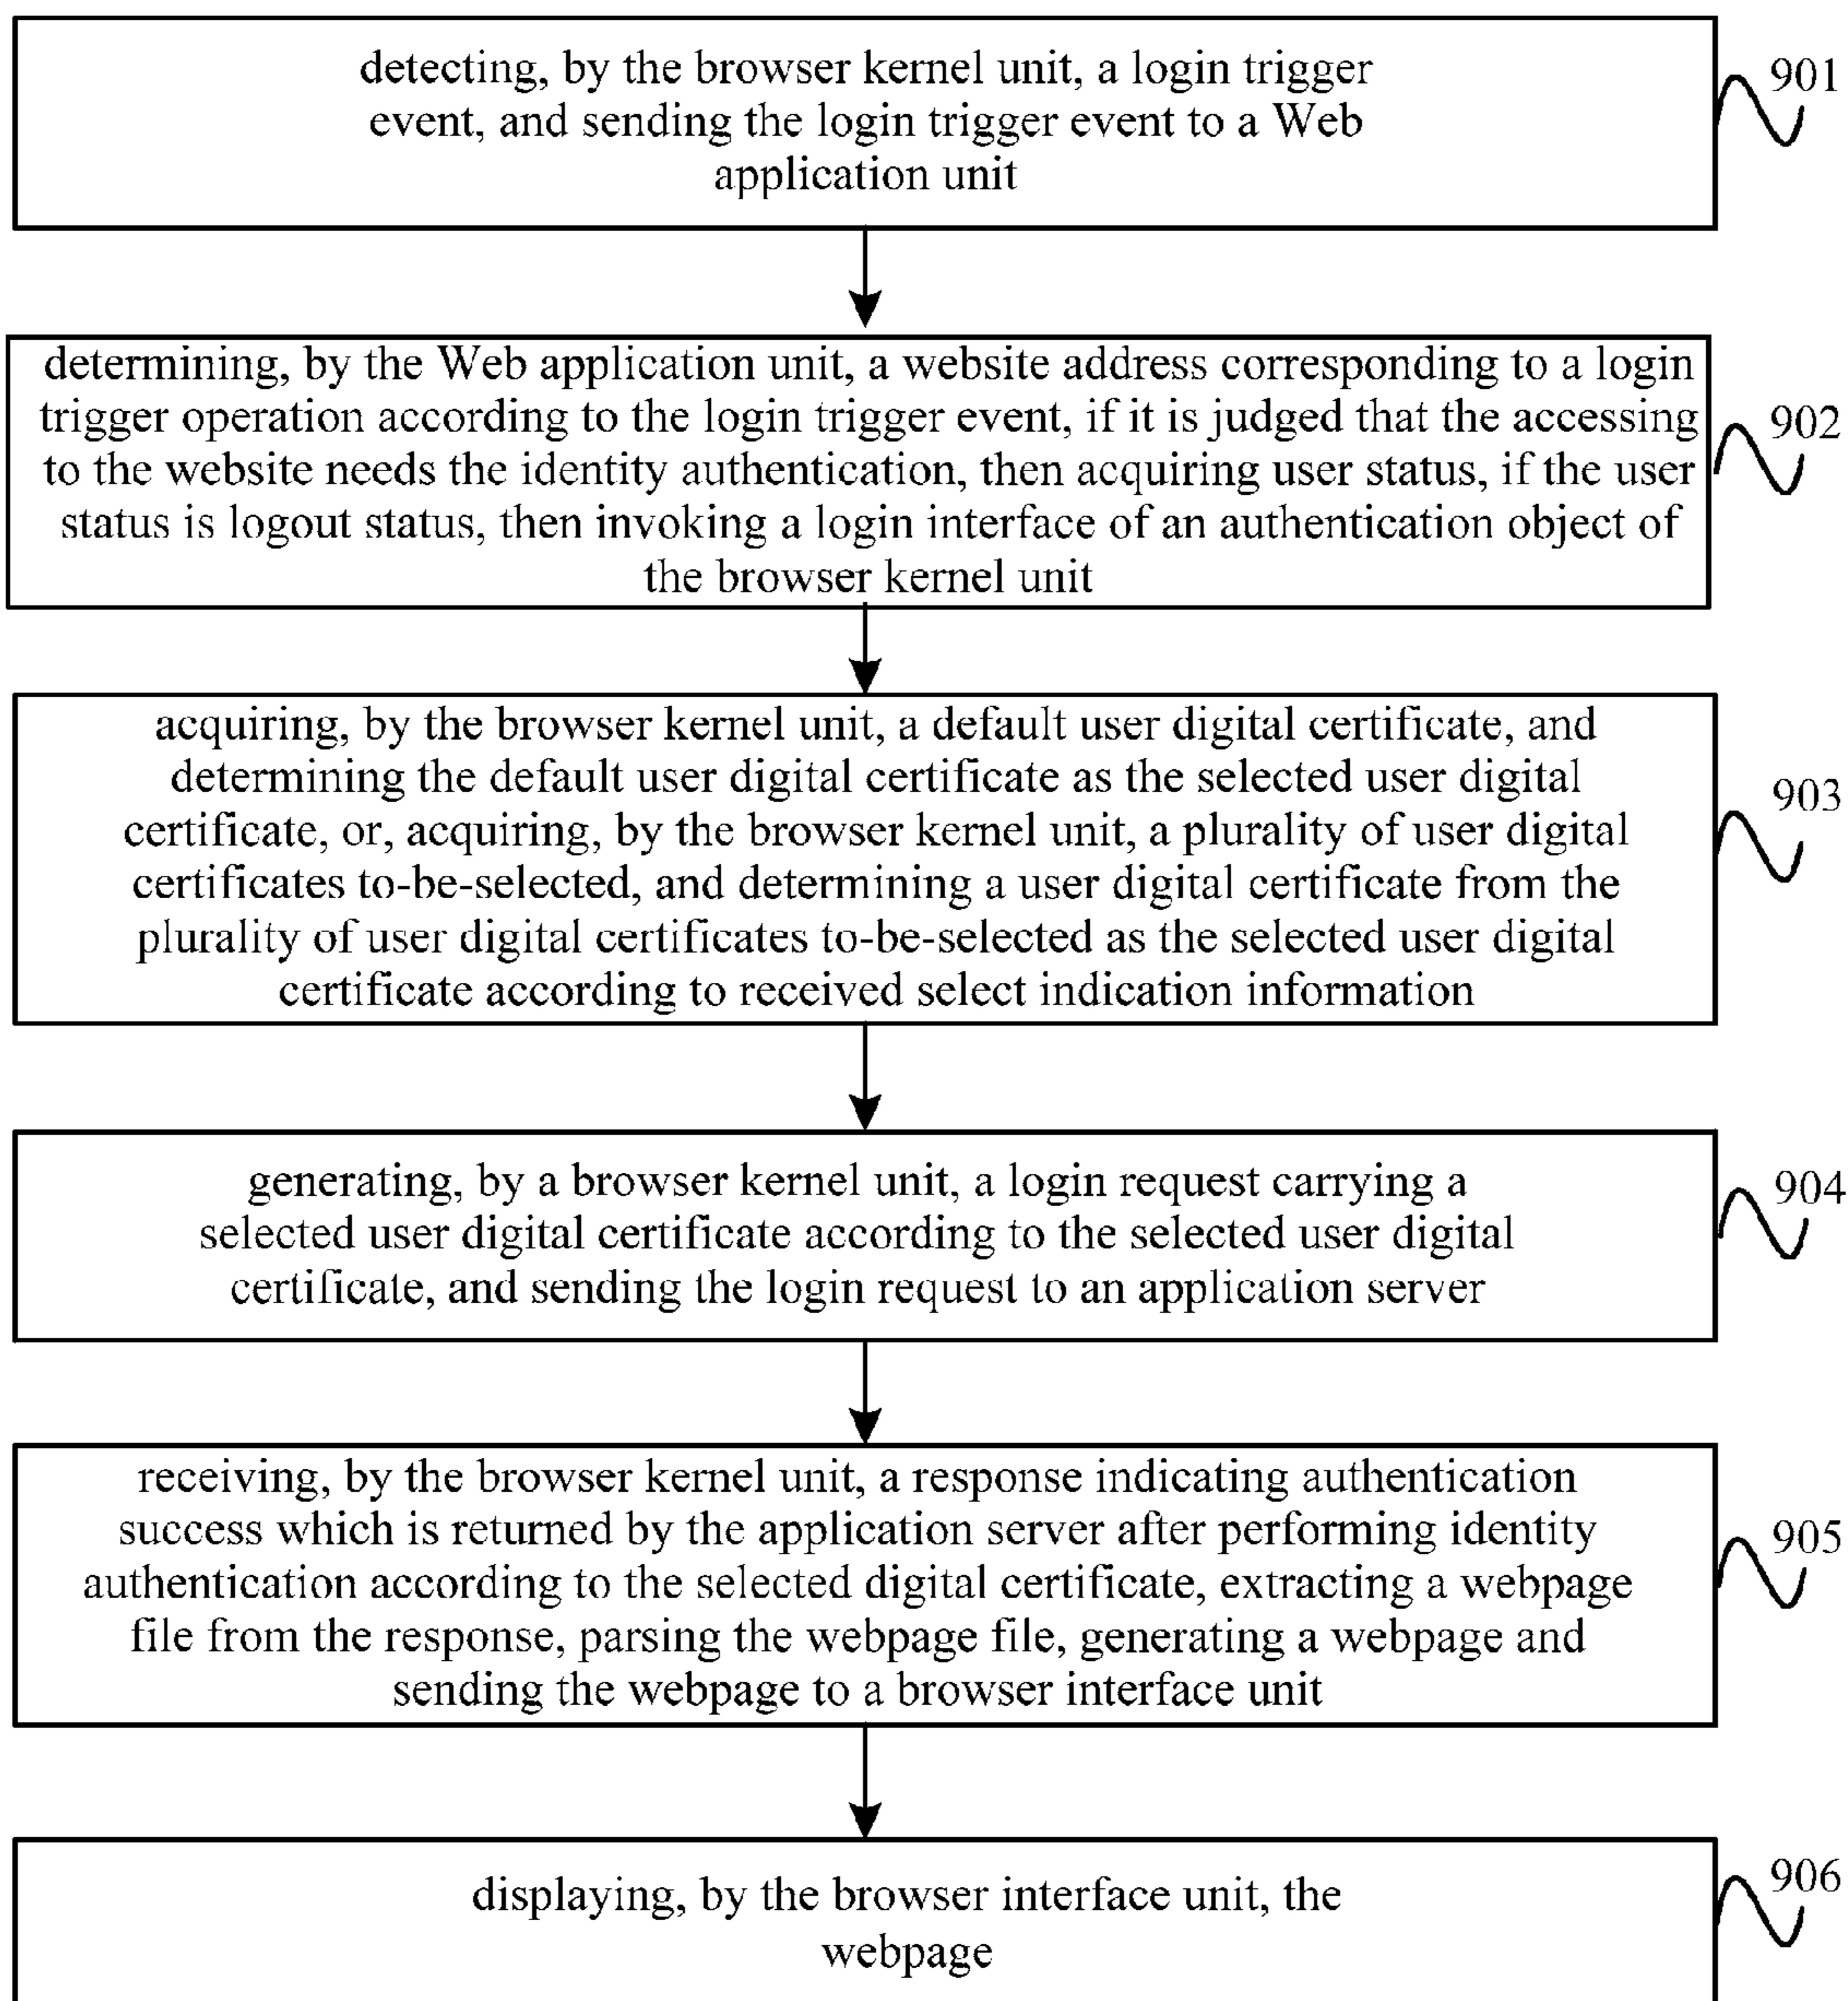 detecting, by the browser kernel unit, a login trigger
event, and sending the login trigger event to a Web
application unit
901
determining, by the Web application unit, a website address corresponding to a login
trigger operation according to the login trigger event, if it is judged that the accessing
to the website needs the identity authentication, then acquiring user status, if the user
status is logout status, then invoking a login interface of an authentication object of
the browser kernel unit
902
acquiring, by the browser kernel unit, a default user digital certificate, and
determining the default user digital certificate as the selected user digital
certificate, or, acquiring, by the browser kernel unit, a plurality of user digital
certificates to-be-selected, and determining a user digital certificate from the
plurality of user digital certificates to-be-selected as the selected user digital
certificate according to received select indication information
903
generating, by a browser kernel unit, a login request carrying a
selected user digital certificate according to the selected user digital
certificate, and sending the login request to an application server
904
receiving, by the browser kernel unit, a response indicating authentication
success which is returned by the application server after performing identity
authentication according to the selected digital certificate, extracting a webpage
file from the response, parsing the webpage file, generating a webpage and
sending the webpage to a browser interface unit
905
displaying, by the browser interface unit, the
webpage
906